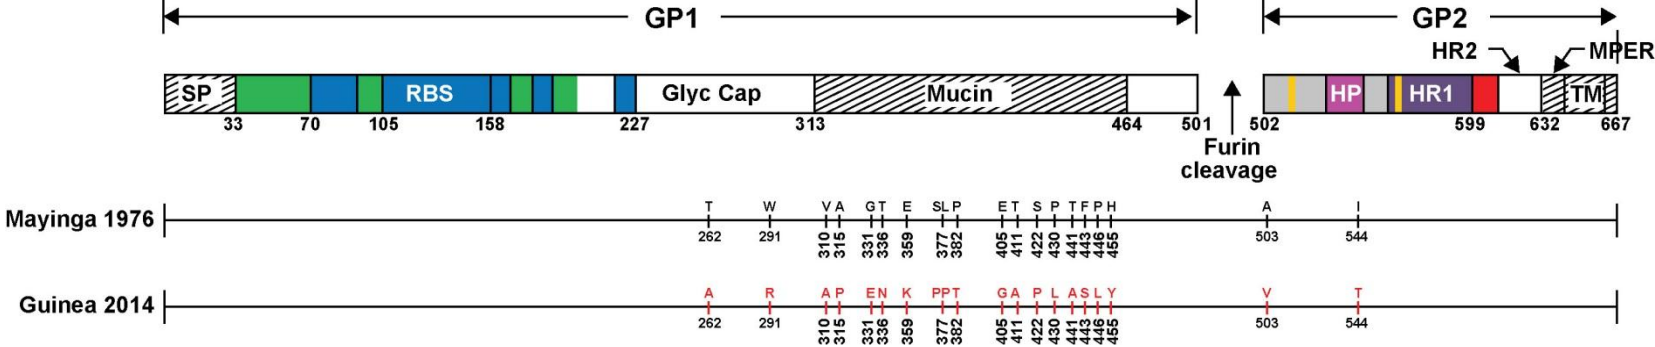 GP1 GP2
HR2 MPER
SP RBS Glyc Cap Mucin HP HR1 TM
33 70 105 158 227 313 464 501 502 599 632 667
Furin
cleavage
T W V A G T E S L P E T S P T F P H A I
Mayinga 1976
262 291 310 315 331 336 359 377 382 405 411 422 430 441 443 446 455 503 544
A R A P E N K P P T G A P L A S L Y V T
Guinea 2014
262 291 310 315 331 336 359 377 382 405 411 422 430 441 443 446 455 503 544